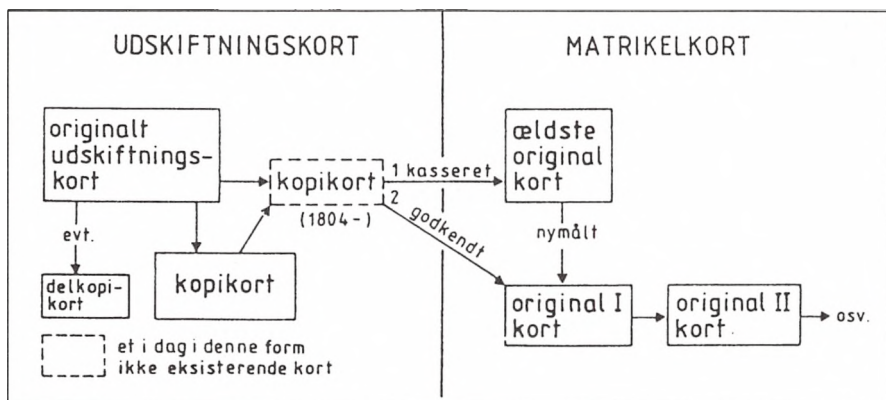 UDSKIFTNINGSKORT
originalt
udskiftnings-
kort
evt.
delkopi-
kort
kopikort
kopikort
(1804-)
et i dag i denne form
ikke eksisterende kort
MATRIKELKORT
1 kasseret
2 godkendt
ældste
original
kort
nymålt
original I
kort
original II
kort
osv.